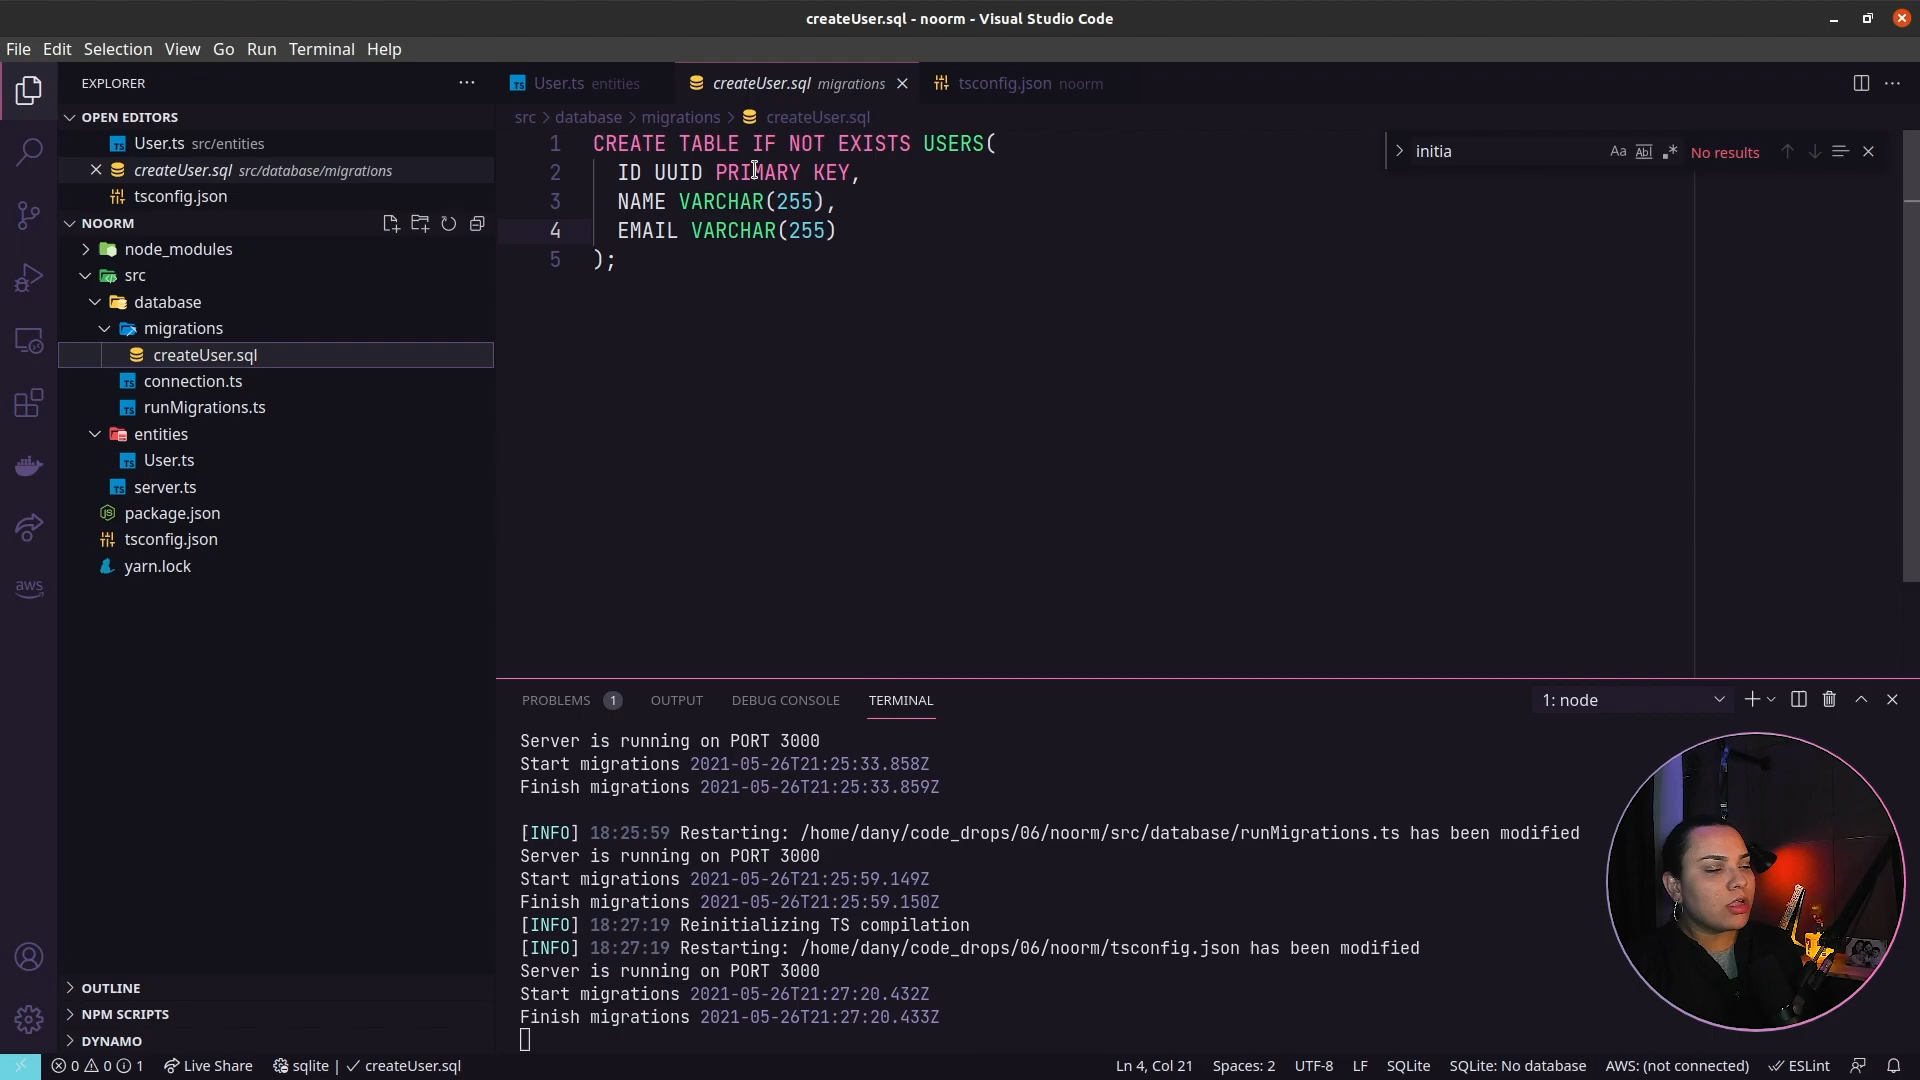 createUser.sql - noorm - Visual Studio Code
File Edit Selection View Go Run Terminal Help
EXPLORER
OPEN EDITORS
User.ts src/entities
createUser.sql src/database/migrations
tsconfig.json
NOORM
node_modules
src
database
migrations
createUser.sql
connection.ts
runMigrations.ts
entities
User.ts
server.ts
package.json
tsconfig.json
yarn.lock
OUTLINE
NPM SCRIPTS
DYNAMO
aws
User.ts entities createUser.sql migrations tsconfig.json noorm
src > database > migrations > createUser.sql
1 CREATE TABLE IF NOT EXISTS USERS(
2 ID UUID PRIMARY KEY,
3 NAME VARCHAR(255),
4 EMAIL VARCHAR(255)
5 );
initia Aa Abl .* No results
PROBLEMS 1 OUTPUT DEBUG CONSOLE TERMINAL 1: node
Server is running on PORT 3000
Start migrations 2021-05-26T21:25:33.858Z
Finish migrations 2021-05-26T21:25:33.859Z
[INFO] 18:25:59 Restarting: /home/dany/code_drops/06/noorm/src/database/runMigrations.ts has been modified
Server is running on PORT 3000
Start migrations 2021-05-26T21:25:59.149Z
Finish migrations 2021-05-26T21:25:59.150Z
[INFO] 18:27:19 Reinitializing TS compilation
[INFO] 18:27:19 Restarting: /home/dany/code_drops/06/noorm/tsconfig.json has been modified
Server is running on PORT 3000
Start migrations 2021-05-26T21:27:20.432Z
Finish migrations 2021-05-26T21:27:20.433Z
0 0 1 Live Share sqlite | createUser.sql Ln 4, Col 21 Spaces: 2 UTF-8 LF SQLite SQLite: No database AWS: (not connected) ESLint